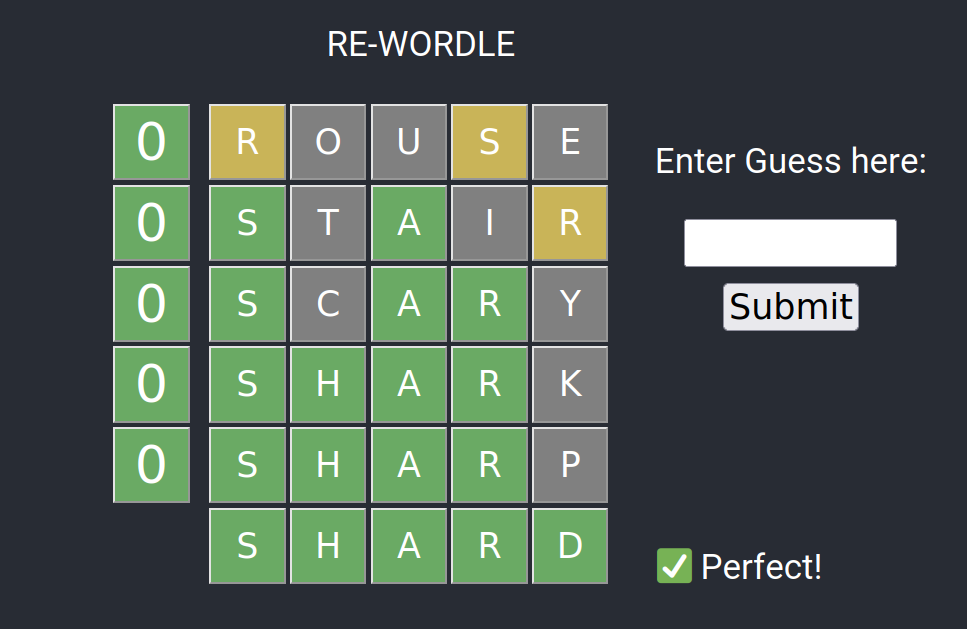 RE-WORDLE
0 R O U S E
Enter Guess here:
0 S T A I R
0 S C A R Y
Submit
0 S H A R K
0 S H A R P
S H A R D
✅ Perfect!